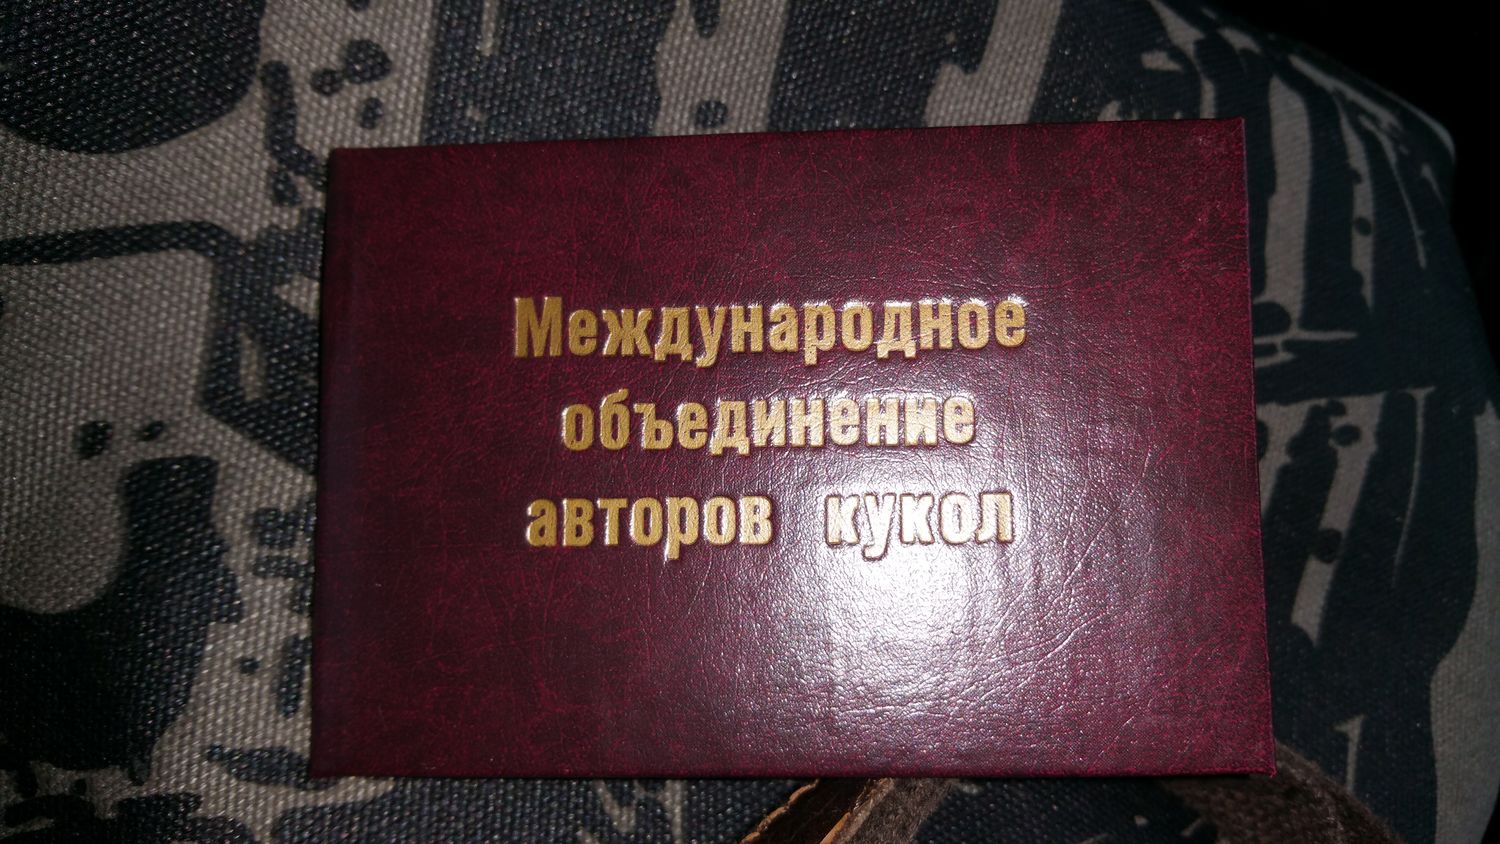 Международное
объединение
авторов кукол